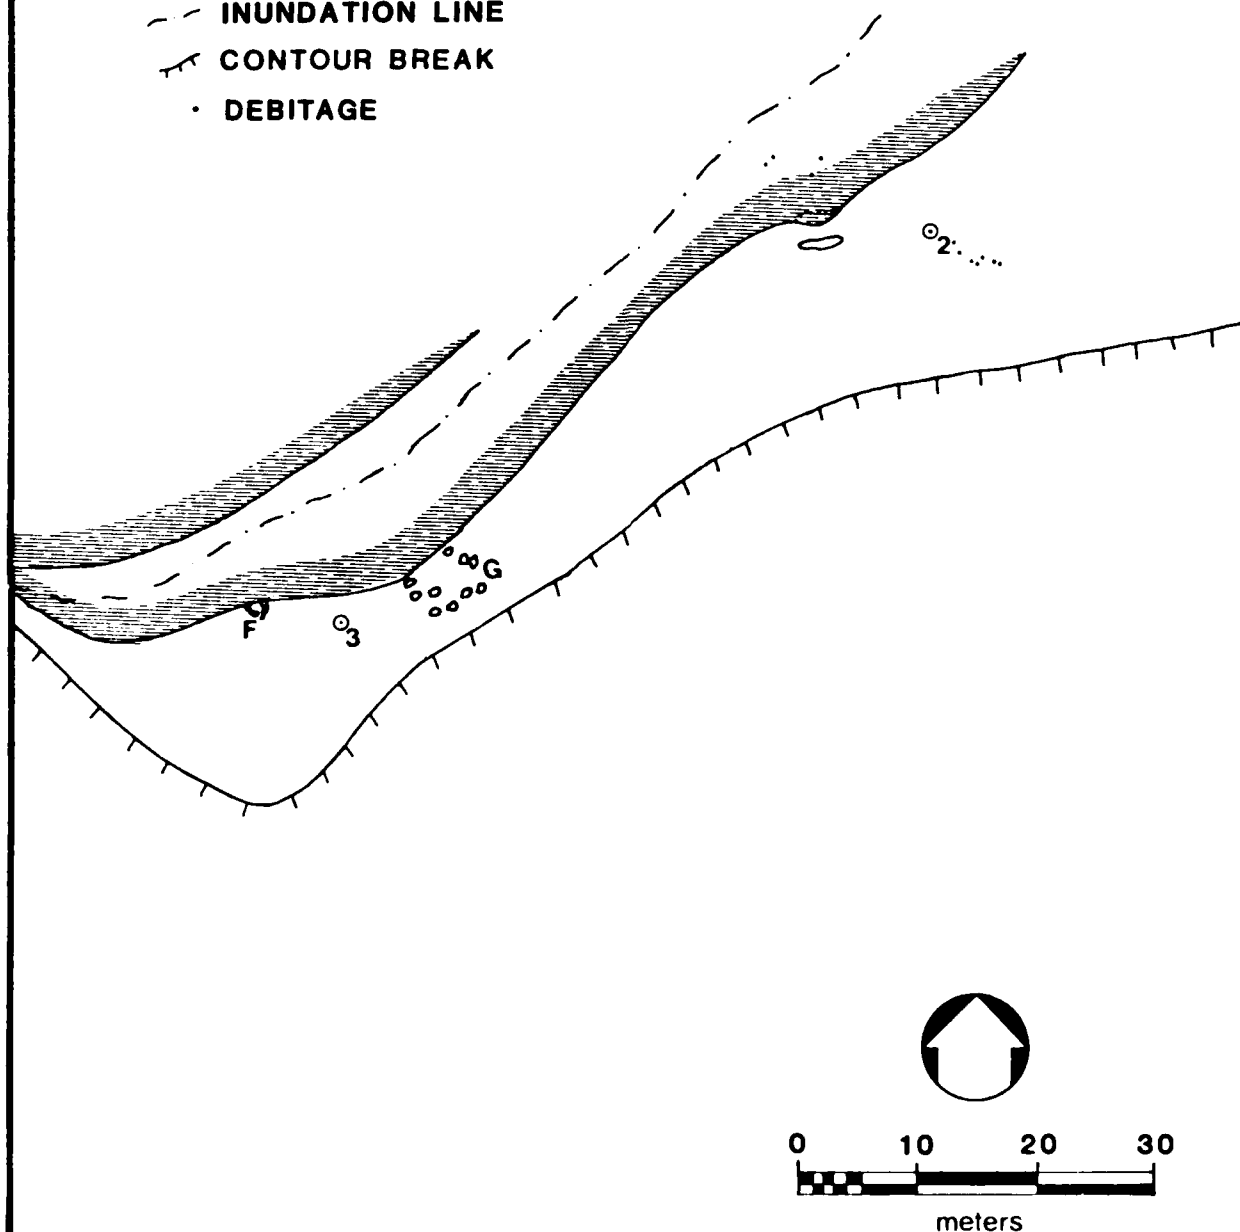 INUNDATION LINE
CONTOUR BREAK
DEBITAGE
2
G
F
3
0 10 20 30
meters